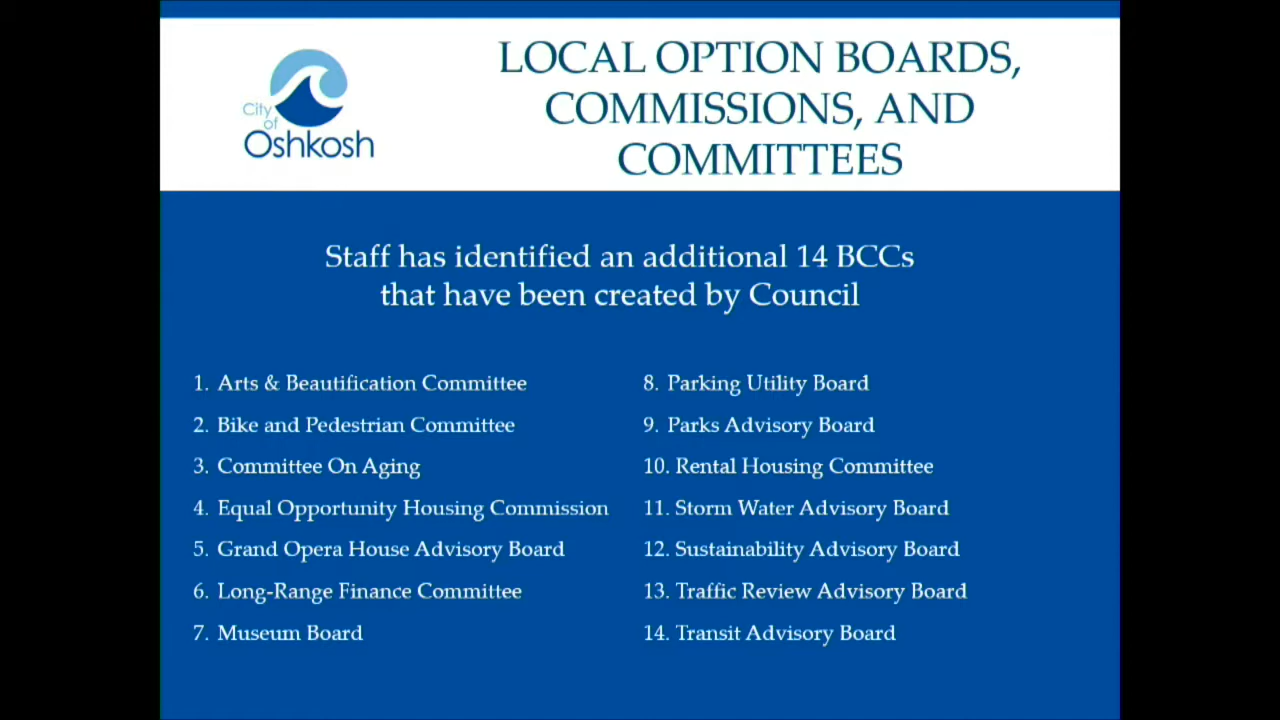 City
of
Oshkosh
LOCAL OPTION BOARDS,
COMMISSIONS, AND
COMMITTEES
Staff has identified an additional 14 BCCs
that have been created by Council
1. Arts & Beautification Committee
2. Bike and Pedestrian Committee
3. Committee On Aging
4. Equal Opportunity Housing Commission
5. Grand Opera House Advisory Board
6. Long-Range Finance Committee
7. Museum Board
8. Parking Utility Board
9. Parks Advisory Board
10. Rental Housing Committee
11. Storm Water Advisory Board
12. Sustainability Advisory Board
13. Traffic Review Advisory Board
14. Transit Advisory Board